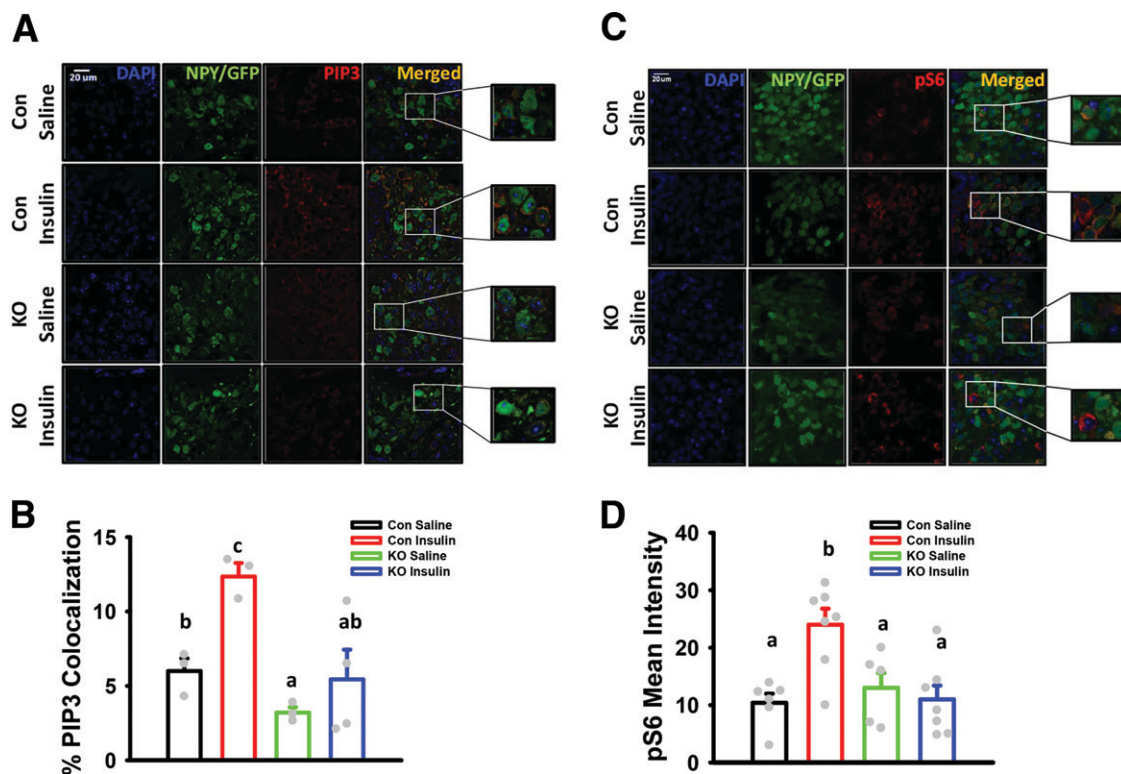 A
20 um
DAPI NPY/GFP PIP3 Merged
Con
Saline
Con
Insulin
KO
Saline
KO
Insulin
C
20um
DAPI NPY/GFP pS6 Merged
Con
Saline
Con
Insulin
KO
Saline
KO
Insulin
B
% PIP3 Colocalization
15
10
5
0
b
c
a
ab
Con Saline
Con Insulin
KO Saline
KO Insulin
D
pS6 Mean Intensity
40
30
20
10
0
a
b
a
a
Con Saline
Con Insulin
KO Saline
KO Insulin